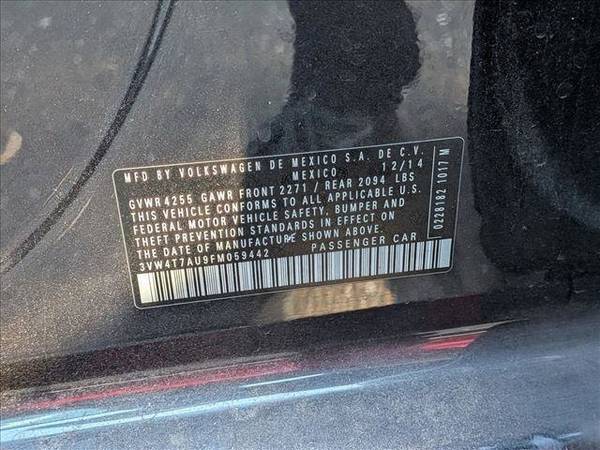 MFD BY VOLKSWAGEN DE MEXICO S.A. DE C.V.
MEXICO 12/14
GVWR 4255 GAWR FRONT 2271 / REAR 2094 LBS
THIS VEHICLE CONFORMS TO ALL APPLICABLE U.S.
FEDERAL MOTOR VEHICLE SAFETY, BUMPER AND
THEFT PREVENTION STANDARDS IN EFFECT ON
THE DATE OF MANUFACTURE SHOWN ABOVE.
3VW4T7AU9FM059442 PASSENGER CAR
0228182 1017 M